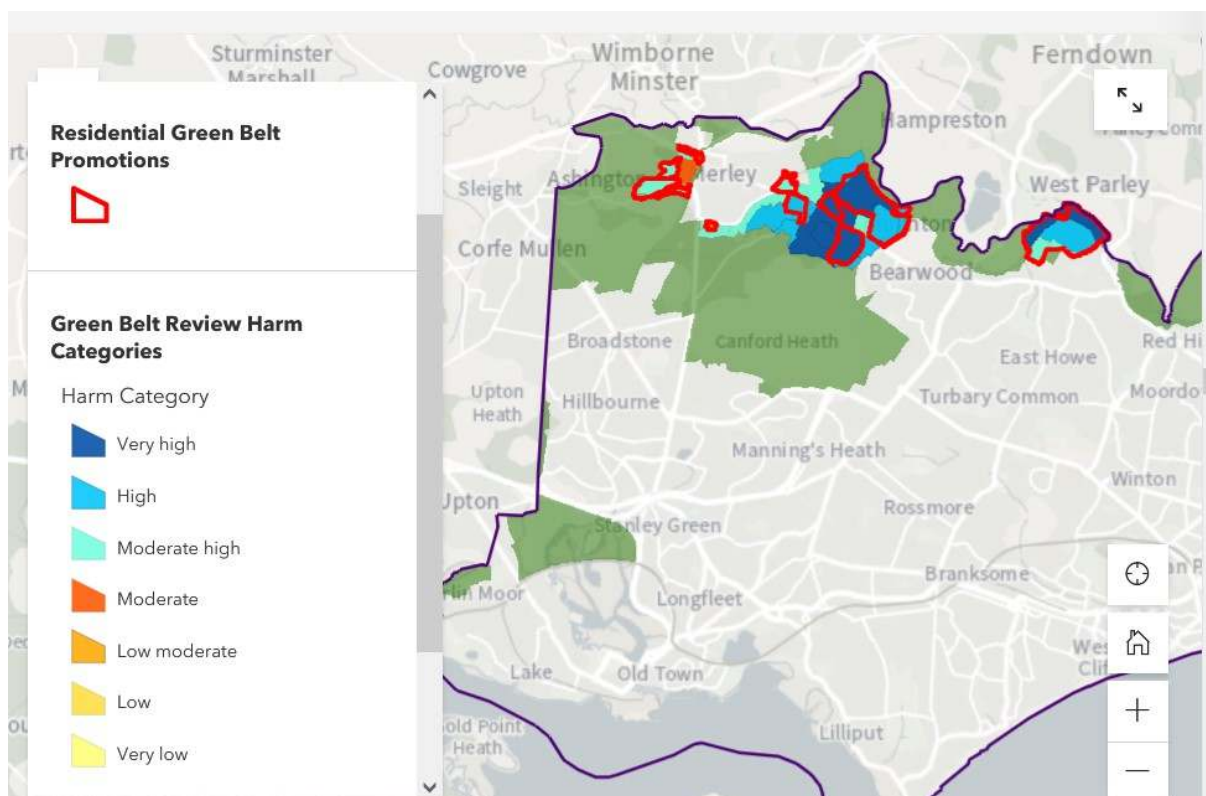 Sturminster
Marshall
Cowgrove
Wimborne
Minster
Ferndown
Hampreston
Residential Green Belt
Promotions
Sleight
Ashington
Merley
West Parley
Corfe Mullen
Bearwood
Green Belt Review Harm
Categories
Broadstone
Canford Heath
East Howe
Harm Category
Upton
Heath
Hillbourne
Turbary Common
Very high
Manning's Heath
High
Winton
Upton
Rossmore
Stanley Green
Moderate high
Branksome
Moderate
Longfleet
Low moderate
Lake
Old Town
Low
Lilliput
Heath
Very low